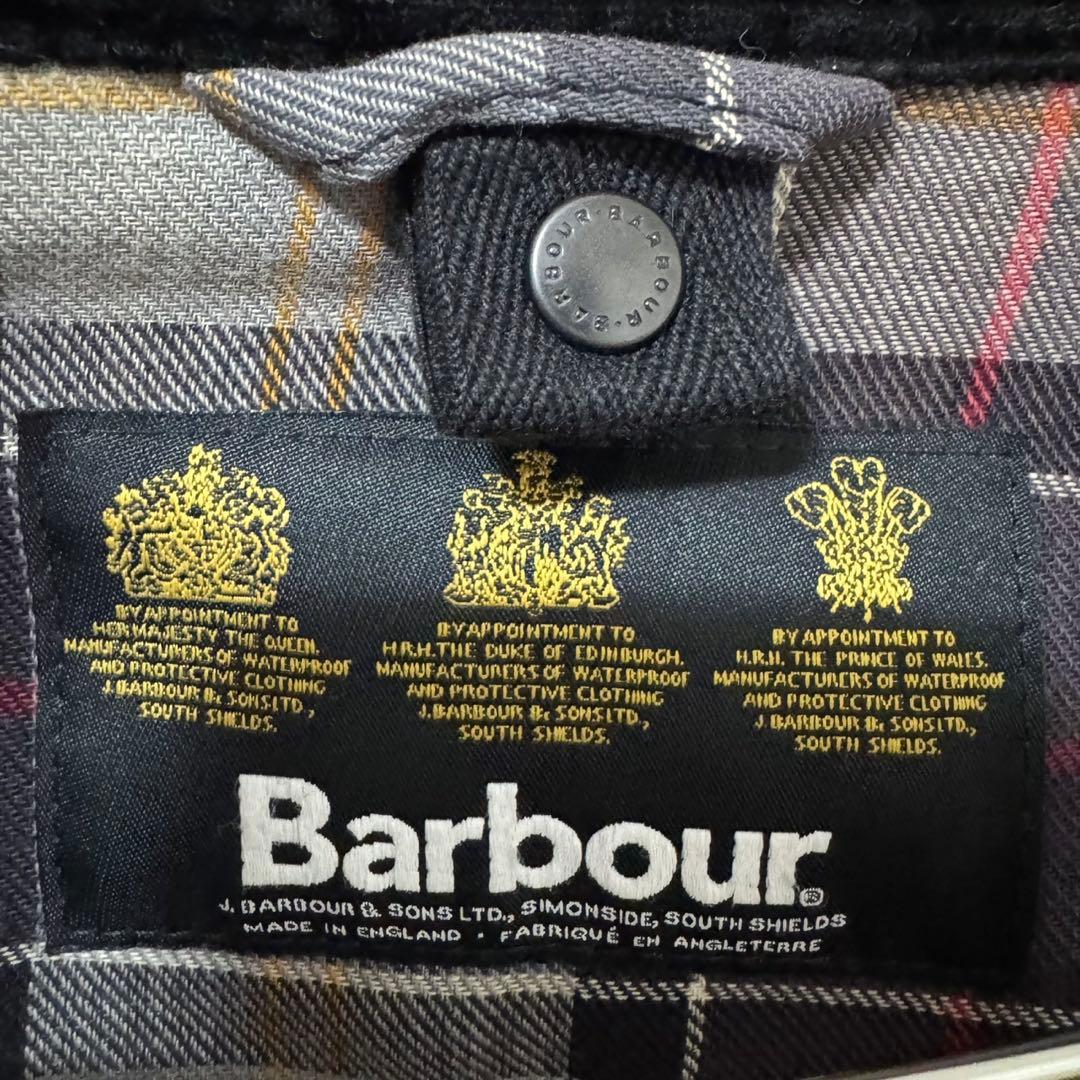 BARBOUR · BARBOUR · BARBOUR
BY APPOINTMENT TO
HER MAJESTY THE QUEEN.
MANUFACTURERS OF WATERPROOF
AND PROTECTIVE CLOTHING
J.BARBOUR & SONS LTD.,
SOUTH SHIELDS.
BY APPOINTMENT TO
H.R.H. THE DUKE OF EDINBURGH.
MANUFACTURERS OF WATERPROOF
AND PROTECTIVE CLOTHING
J.BARBOUR & SONS LTD.,
SOUTH SHIELDS.
BY APPOINTMENT TO
H.R.H. THE PRINCE OF WALES.
MANUFACTURERS OF WATERPROOF
AND PROTECTIVE CLOTHING
J.BARBOUR & SONS LTD.,
SOUTH SHIELDS.
Barbour®
J. BARBOUR & SONS LTD., SIMONSIDE, SOUTH SHIELDS
MADE IN ENGLAND · FABRIQUÉ EN ANGLETERRE